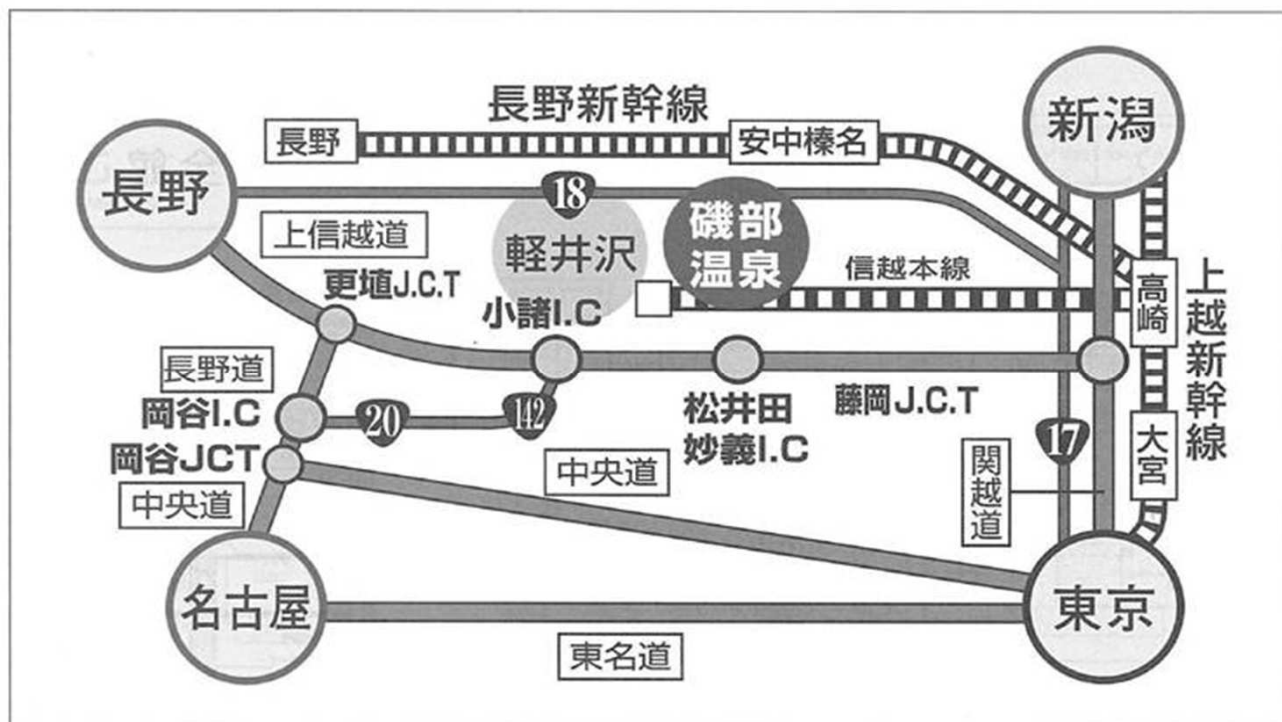 長野新幹線
長野
安中榛名
新潟
長野
18
磯部
温泉
上信越道
軽井沢
信越本線
更埴J.C.T
小諸I.C
高崎
上越新幹線
長野道
岡谷I.C
20
142
松井田
妙義I.C
藤岡J.C.T
17
大宮
岡谷JCT
中央道
中央道
関越道
名古屋
東京
東名道